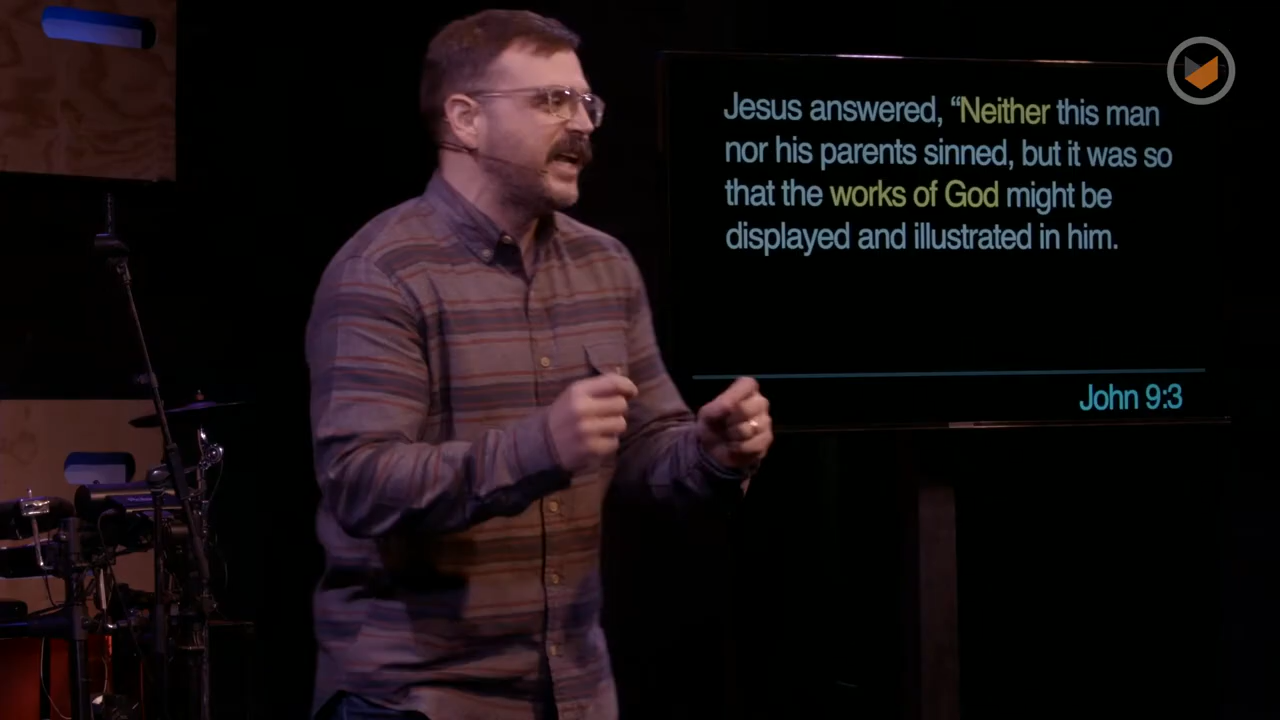 Jesus answered, “Neither this man
nor his parents sinned, but it was so
that the works of God might be
displayed and illustrated in him.
John 9:3